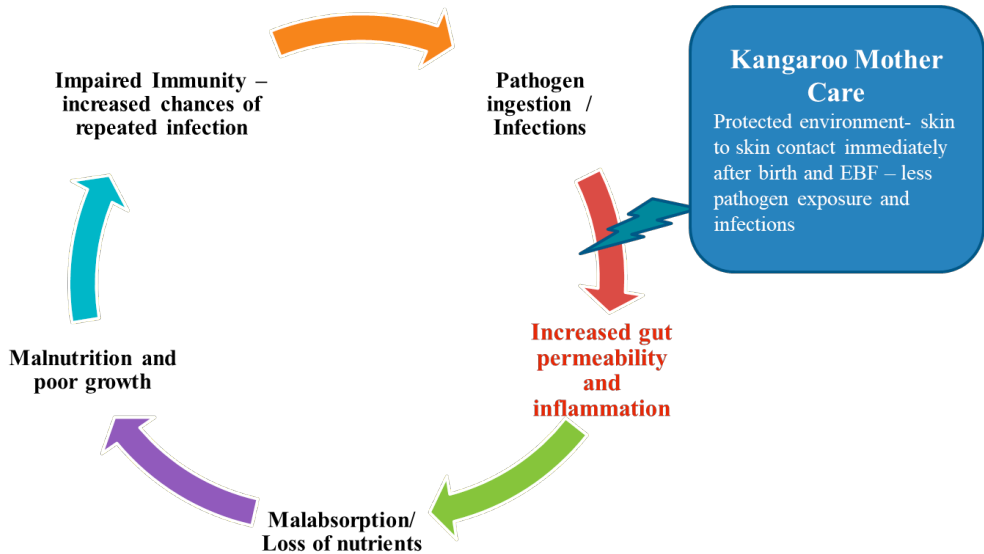 Impaired Immunity –
increased chances of
repeated infection
Pathogen
ingestion /
Infections
Kangaroo Mother
Care
Protected environment- skin
to skin contact immediately
after birth and EBF – less
pathogen exposure and
infections
Increased gut
permeability
and
inflammation
Malnutrition and
poor growth
Malabsorption/
Loss of nutrients